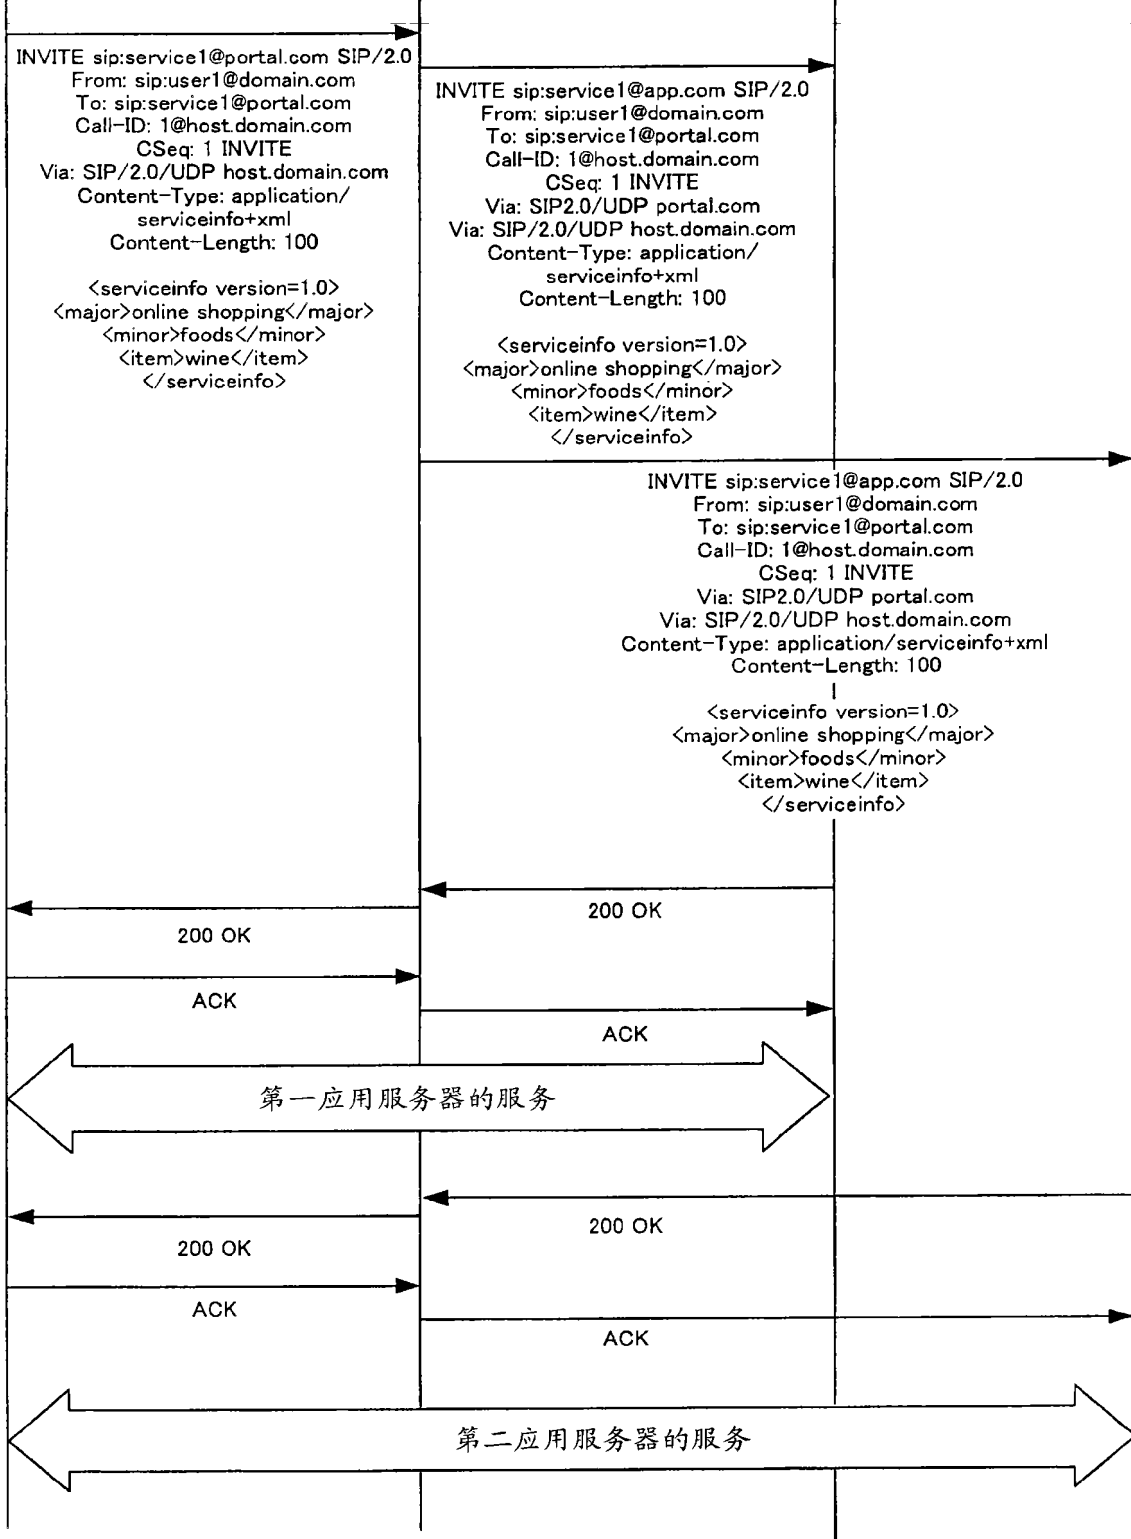 INVITE sip:service1@portal.com SIP/2.0
From: sip:user1@domain.com
To: sip:service1@portal.com
Call-ID: 1@host.domain.com
CSeq: 1 INVITE
Via: SIP/2.0/UDP host.domain.com
Content-Type: application/
serviceinfo+xml
Content-Length: 100
<serviceinfo version=1.0>
<major>online shopping</major>
<minor>foods</minor>
<item>wine</item>
</serviceinfo>
INVITE sip:service1@app.com SIP/2.0
From: sip:user1@domain.com
To: sip:service1@portal.com
Call-ID: 1@host.domain.com
CSeq: 1 INVITE
Via: SIP2.0/UDP portal.com
Via: SIP/2.0/UDP host.domain.com
Content-Type: application/
serviceinfo+xml
Content-Length: 100
<serviceinfo version=1.0>
<major>online shopping</major>
<minor>foods</minor>
<item>wine</item>
</serviceinfo>
INVITE sip:service1@app.com SIP/2.0
From: sip:user1@domain.com
To: sip:service1@portal.com
Call-ID: 1@host.domain.com
CSeq: 1 INVITE
Via: SIP2.0/UDP portal.com
Via: SIP/2.0/UDP host.domain.com
Content-Type: application/serviceinfo+xml
Content-Length: 100
<serviceinfo version=1.0>
<major>online shopping</major>
<minor>foods</minor>
<item>wine</item>
</serviceinfo>
200 OK
200 OK
ACK
ACK
第一应用服务器的服务
200 OK
200 OK
ACK
ACK
第二应用服务器的服务